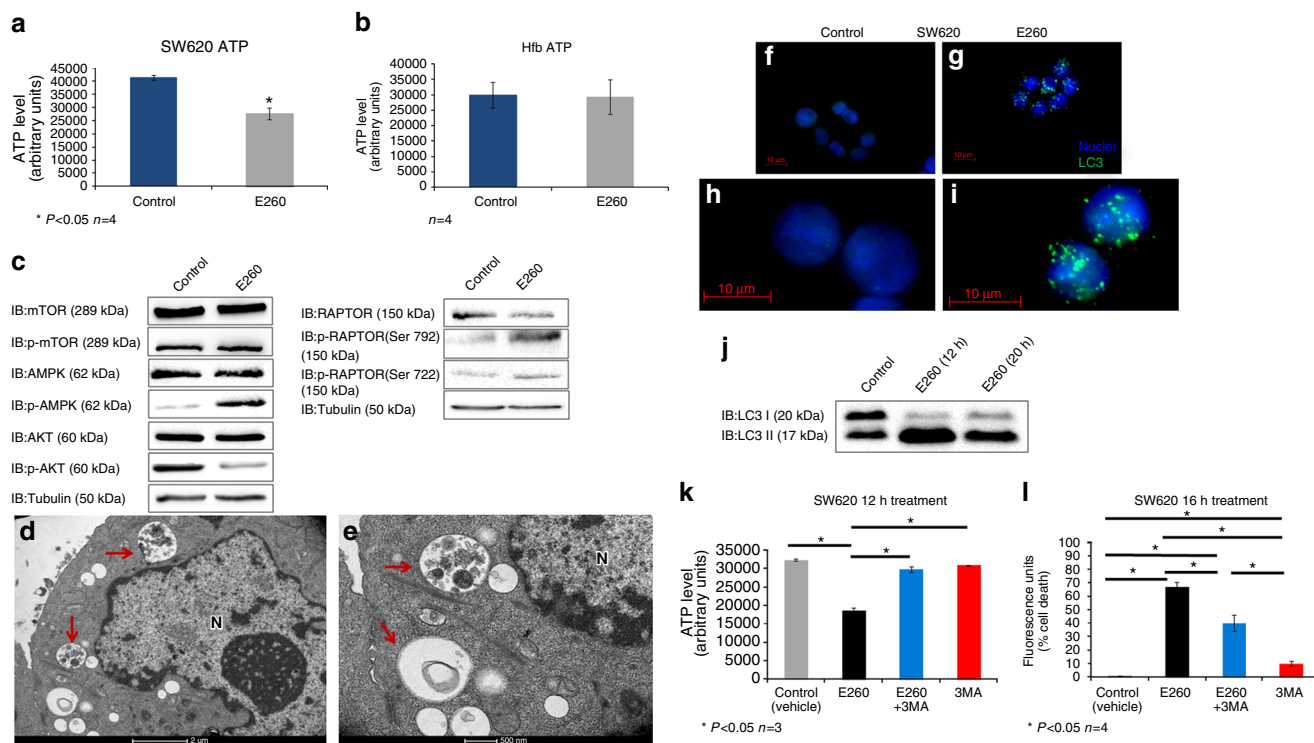 a
SW620 ATP
ATP level
(arbitrary units)
45000
40000
35000
30000
25000
20000
15000
10000
5000
0
*
Control
E260
* P<0.05 n=4
b
Hfb ATP
ATP level
(arbitrary units)
40000
35000
30000
25000
20000
15000
10000
5000
0
Control
E260
n=4
c
Control
E260
IB:mTOR (289 kDa)
IB:p-mTOR (289 kDa)
IB:AMPK (62 kDa)
IB:p-AMPK (62 kDa)
IB:AKT (60 kDa)
IB:p-AKT (60 kDa)
IB:Tubulin (50 kDa)
Control
E260
IB:RAPTOR (150 kDa)
IB:p-RAPTOR(Ser 792)
(150 kDa)
IB:p-RAPTOR(Ser 722)
(150 kDa)
IB:Tubulin (50 kDa)
d
N
2 µm
e
N
500 nm
Control
SW620
E260
f
10 µm
g
10 µm
Nuclei
LC3
h
10 µm
i
10 µm
j
Control
E260 (12 h)
E260 (20 h)
IB:LC3 I (20 kDa)
IB:LC3 II (17 kDa)
k
SW620 12 h treatment
ATP level
(arbitrary units)
35000
30000
25000
20000
15000
10000
5000
0
*
*
*
Control
(vehicle)
E260
E260
+3MA
3MA
* P<0.05 n=3
l
SW620 16 h treatment
Fluorescence units
(% cell death)
100
90
80
70
60
50
40
30
20
10
0
*
*
*
*
*
*
Control
(vehicle)
E260
E260
+3MA
3MA
* P<0.05 n=4